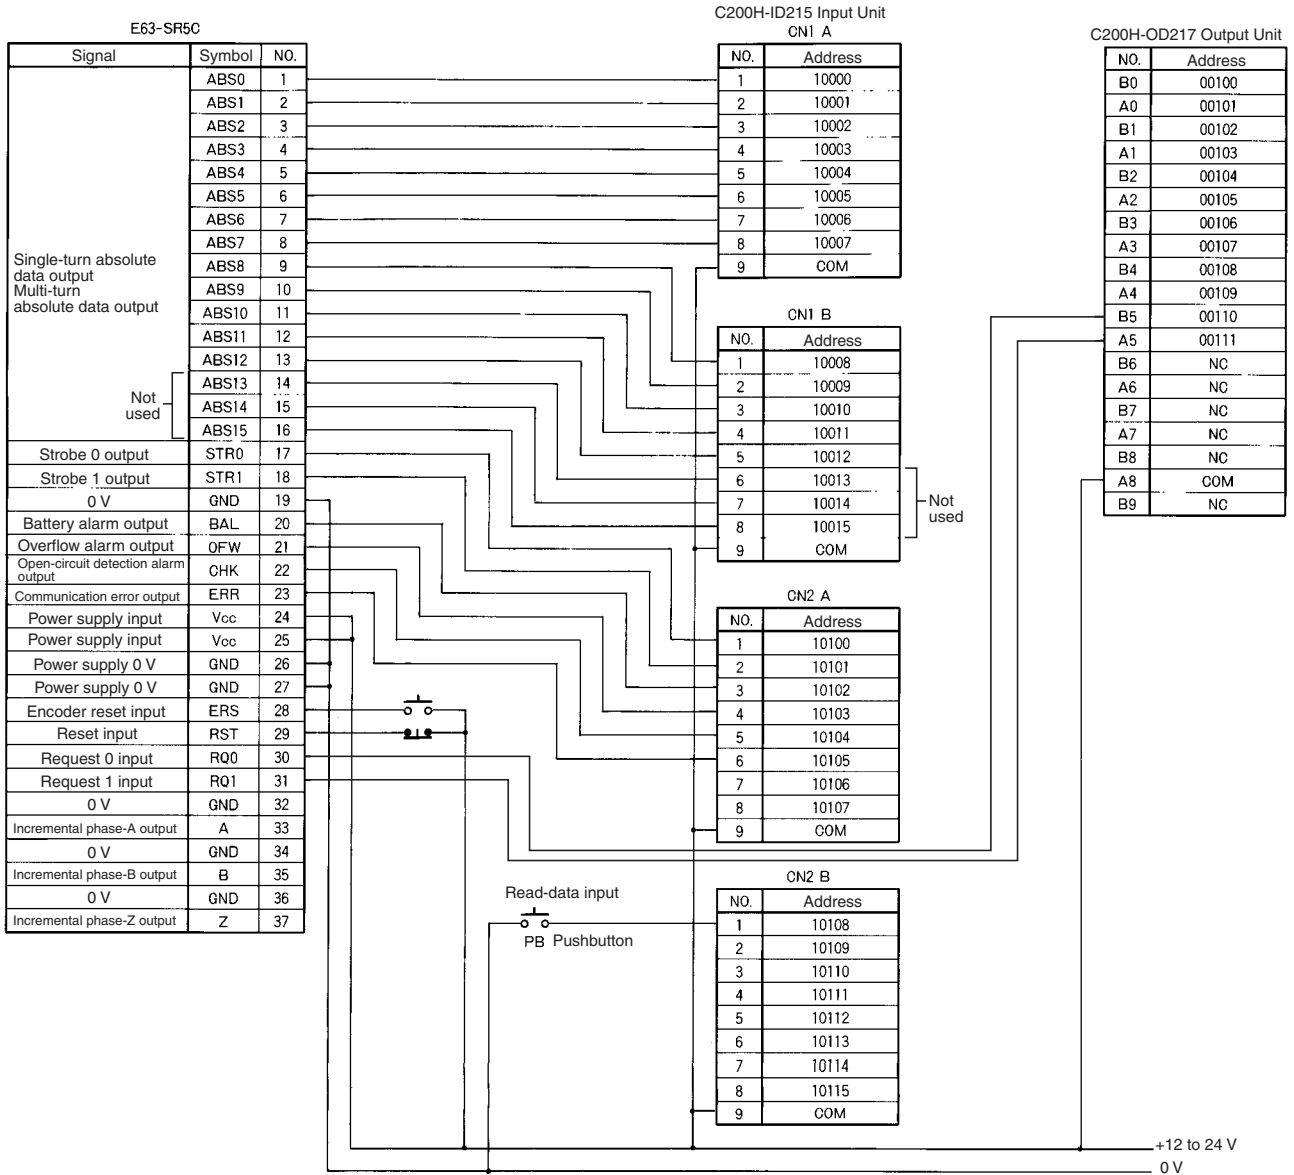 E63-SR5C
Signal Symbol NO.
ABS0 1
ABS1 2
ABS2 3
ABS3 4
ABS4 5
ABS5 6
ABS6 7
ABS7 8
ABS8 9
ABS9 10
ABS10 11
ABS11 12
ABS12 13
ABS13 14
ABS14 15
ABS15 16
Single-turn absolute
data output
Multi-turn
absolute data output
Not
used
Strobe 0 output STR0 17
Strobe 1 output STR1 18
0 V GND 19
Battery alarm output BAL 20
Overflow alarm output OFW 21
Open-circuit detection alarm
output CHK 22
Communication error output ERR 23
Power supply input Vcc 24
Power supply input Vcc 25
Power supply 0 V GND 26
Power supply 0 V GND 27
Encoder reset input ERS 28
Reset input RST 29
Request 0 input RQ0 30
Request 1 input RQ1 31
0 V GND 32
Incremental phase-A output A 33
0 V GND 34
Incremental phase-B output B 35
0 V GND 36
Incremental phase-Z output Z 37
C200H-ID215 Input Unit
CN1 A
NO. Address
1 10000
2 10001
3 10002
4 10003
5 10004
6 10005
7 10006
8 10007
9 COM
CN1 B
NO. Address
1 10008
2 10009
3 10010
4 10011
5 10012
6 10013
7 10014
8 10015
9 COM
Not
used
CN2 A
NO. Address
1 10100
2 10101
3 10102
4 10103
5 10104
6 10105
7 10106
8 10107
9 COM
CN2 B
NO. Address
1 10108
2 10109
3 10110
4 10111
5 10112
6 10113
7 10114
8 10115
9 COM
Read-data input
PB Pushbutton
C200H-OD217 Output Unit
NO. Address
B0 00100
A0 00101
B1 00102
A1 00103
B2 00104
A2 00105
B3 00106
A3 00107
B4 00108
A4 00109
B5 00110
A5 00111
B6 NC
A6 NC
B7 NC
A7 NC
B8 NC
A8 COM
B9 NC
+12 to 24 V
0 V